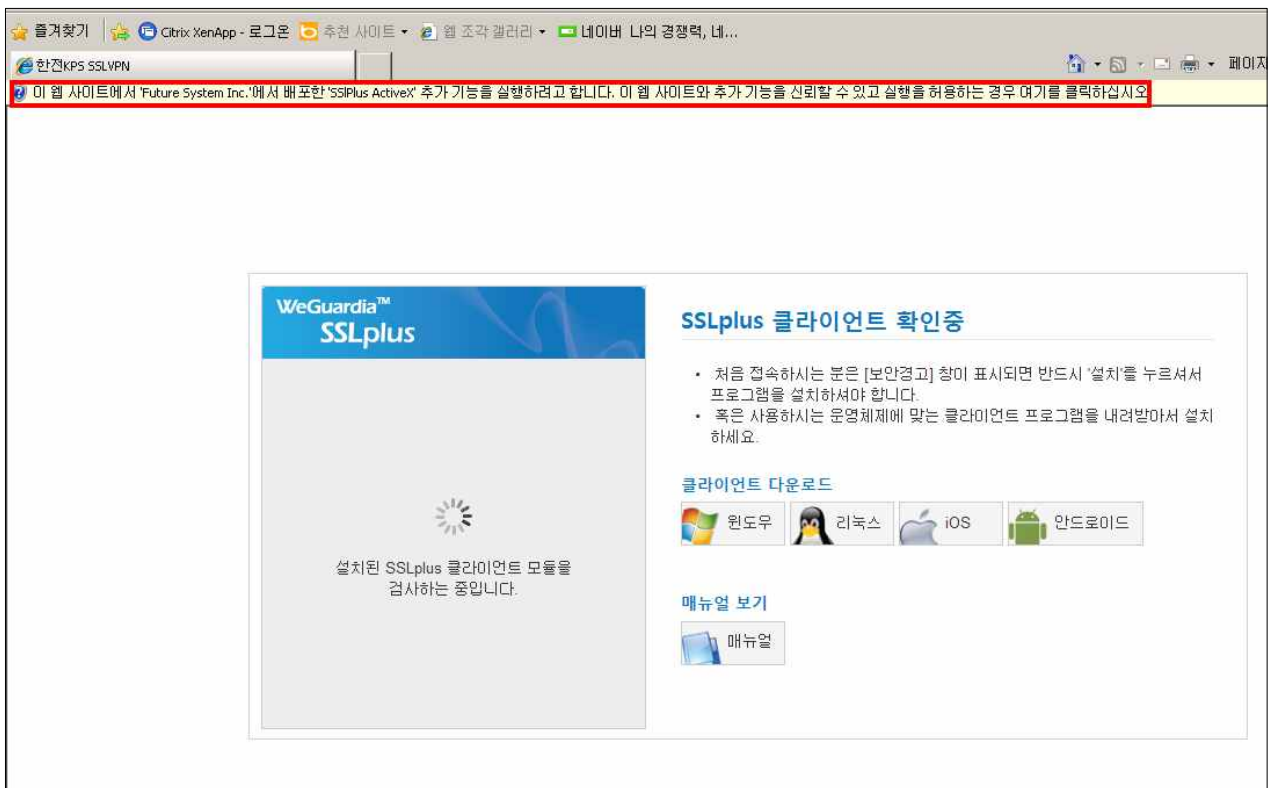 즐겨찾기 Citrix XenApp - 로그온 추천 사이트 웹 조각 갤러리 네이버 나의 경쟁력, 네...
한전KPS SSLVPN 페이지
이 웹 사이트에서 'Future System Inc.'에서 배포한 'SSlPlus ActiveX' 추가 기능을 실행하려고 합니다. 이 웹 사이트와 추가 기능을 신뢰할 수 있고 실행을 허용하는 경우 여기를 클릭하십시오
WeGuardia™
SSLplus
SSLplus 클라이언트 확인중
• 처음 접속하시는 분은 [보안경고] 창이 표시되면 반드시 '설치'를 누르셔서
프로그램을 설치하셔야 합니다.
• 혹은 사용하시는 운영체제에 맞는 클라이언트 프로그램을 내려받아서 설치
하세요.
클라이언트 다운로드
윈도우 리눅스 iOS 안드로이드
설치된 SSLplus 클라이언트 모듈을
검사하는 중입니다.
매뉴얼 보기
매뉴얼